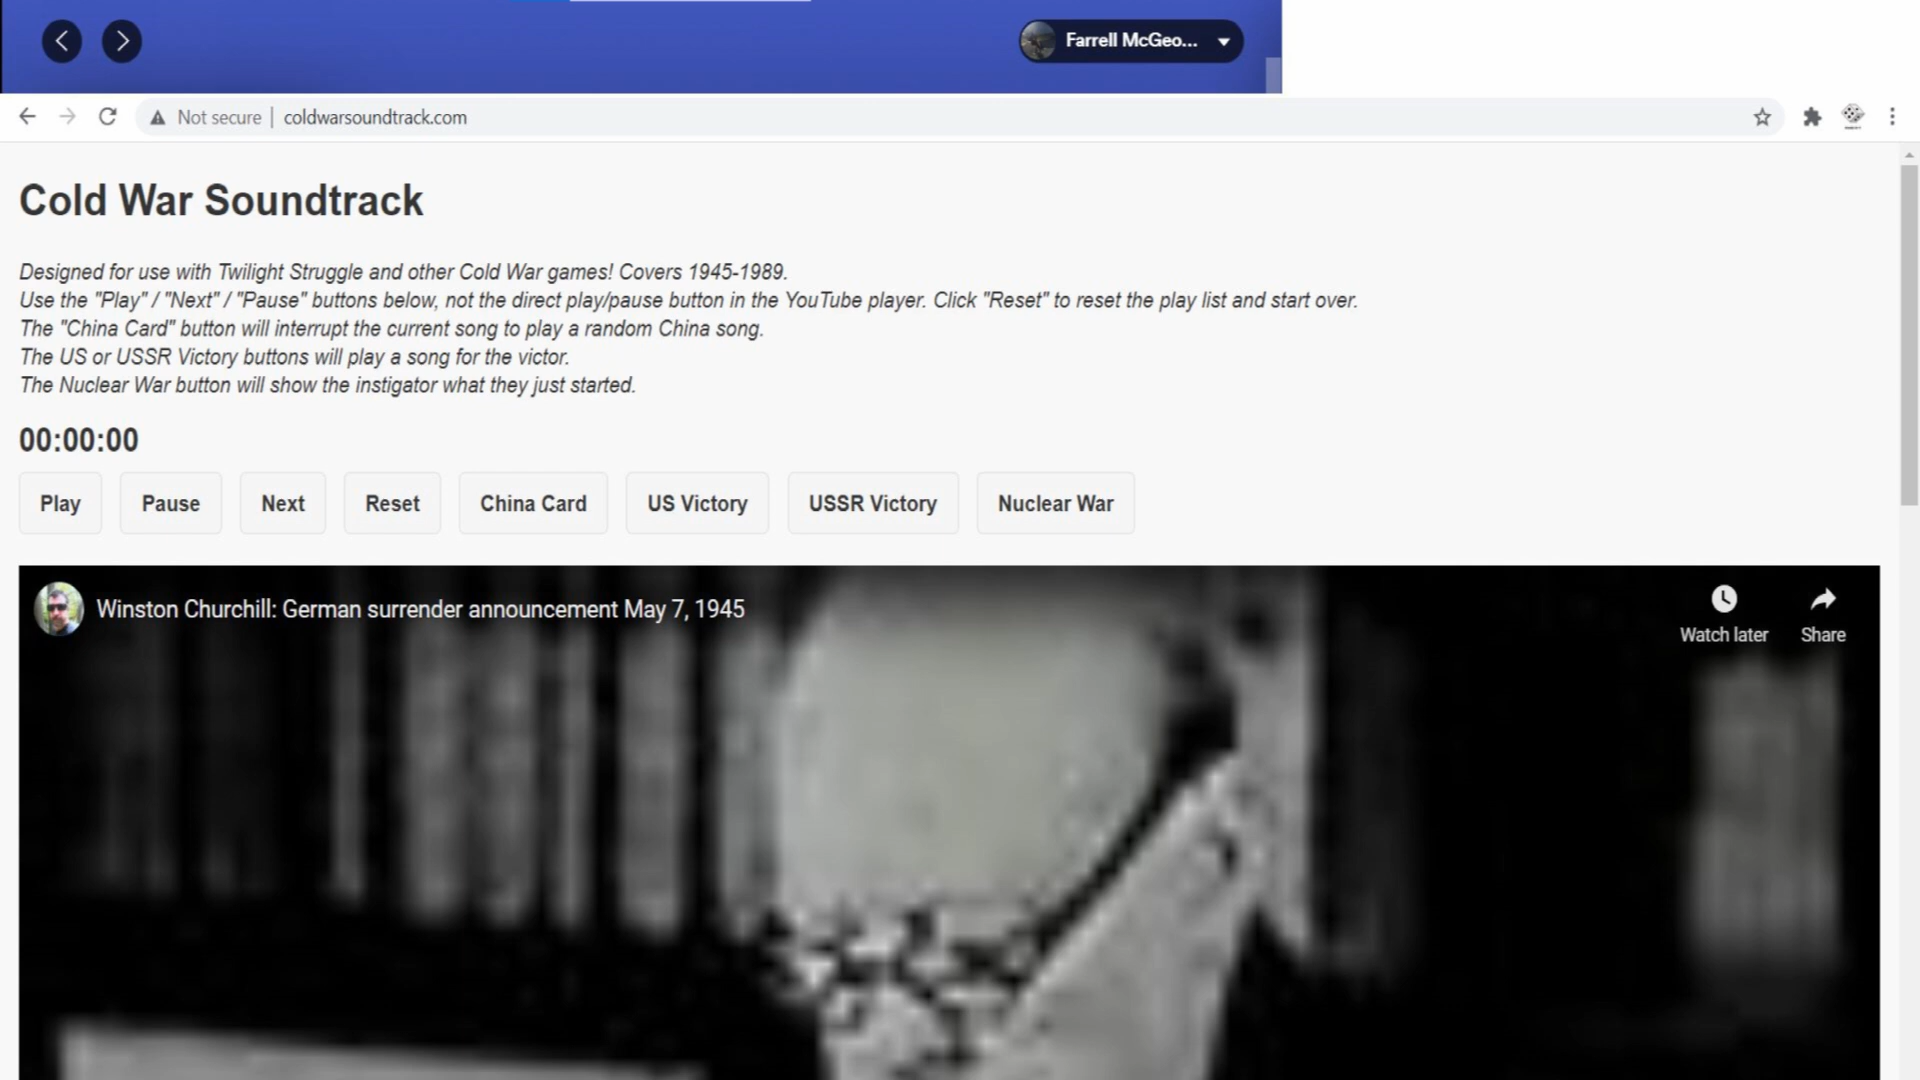 Farrell McGeo...
Not secure | coldwarsoundtrack.com
Cold War Soundtrack
Designed for use with Twilight Struggle and other Cold War games! Covers 1945-1989.
Use the "Play" / "Next" / "Pause" buttons below, not the direct play/pause button in the YouTube player. Click "Reset" to reset the play list and start over.
The "China Card" button will interrupt the current song to play a random China song.
The US or USSR Victory buttons will play a song for the victor.
The Nuclear War button will show the instigator what they just started.
00:00:00
Play Pause Next Reset China Card US Victory USSR Victory Nuclear War
Winston Churchill: German surrender announcement May 7, 1945
Watch later Share